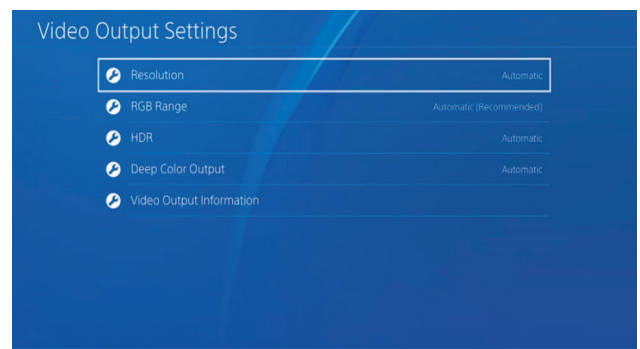 Video Output Settings
Resolution Automatic
RGB Range Automatic (Recommended)
HDR Automatic
Deep Color Output Automatic
Video Output Information